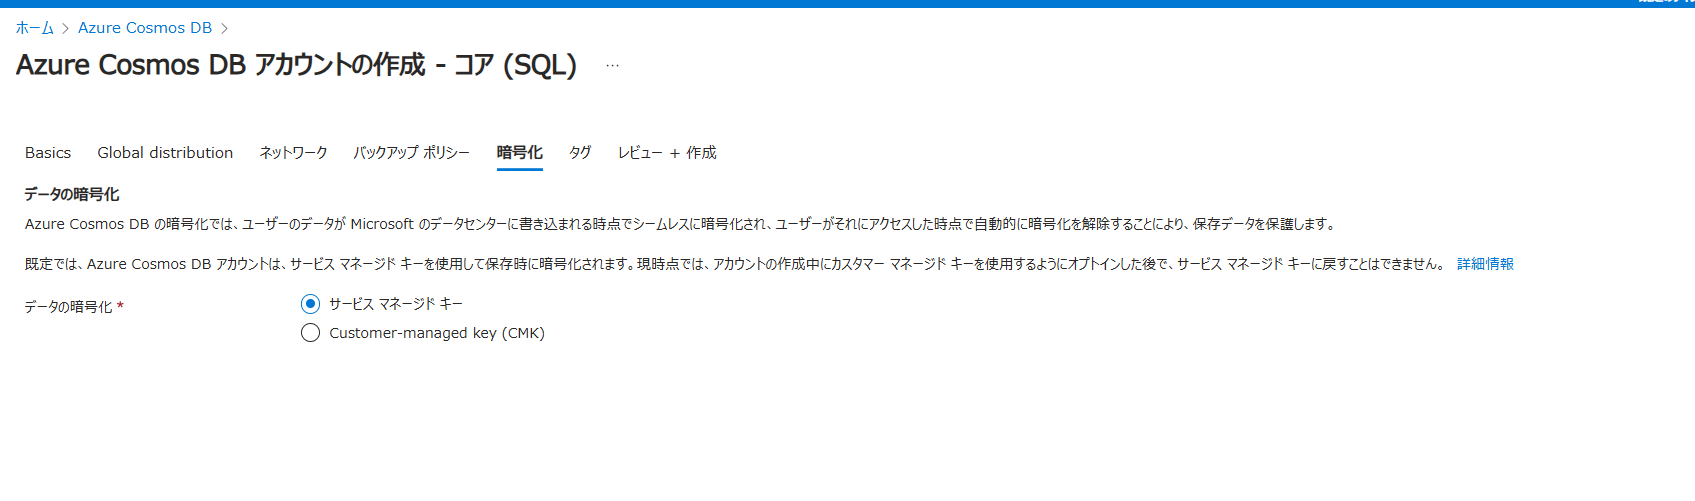 ホーム > Azure Cosmos DB >
Azure Cosmos DB アカウントの作成 - コア (SQL) ...
Basics Global distribution ネットワーク バックアップ ポリシー 暗号化 タグ レビュー + 作成
データの暗号化
Azure Cosmos DB の暗号化では、ユーザーのデータが Microsoft のデータセンターに書き込まれる時点でシームレスに暗号化され、ユーザーがそれにアクセスした時点で自動的に暗号化を解除することにより、保存データを保護します。
既定では、Azure Cosmos DB アカウントは、サービス マネージド キーを使用して保存時に暗号化されます。現時点では、アカウントの作成中にカスタマー マネージド キーを使用するようにオプトインした後で、サービス マネージド キーに戻すことはできません。 詳細情報
データの暗号化 * サービス マネージド キー
Customer-managed key (CMK)